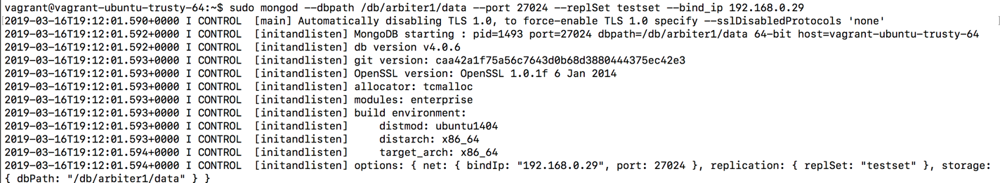 vagrant@vagrant-ubuntu-trusty-64:~$ sudo mongod --dbpath /db/arbiter1/data --port 27024 --replSet testset --bind_ip 192.168.0.29
2019-03-16T19:12:01.590+0000 I CONTROL  [main] Automatically disabling TLS 1.0, to force-enable TLS 1.0 specify --sslDisabledProtocols 'none'
2019-03-16T19:12:01.592+0000 I CONTROL  [initandlisten] MongoDB starting : pid=1493 port=27024 dbpath=/db/arbiter1/data 64-bit host=vagrant-ubuntu-trusty-64
2019-03-16T19:12:01.592+0000 I CONTROL  [initandlisten] db version v4.0.6
2019-03-16T19:12:01.593+0000 I CONTROL  [initandlisten] git version: caa42a1f75a56c7643d0b68d3880444375ec42e3
2019-03-16T19:12:01.593+0000 I CONTROL  [initandlisten] OpenSSL version: OpenSSL 1.0.1f 6 Jan 2014
2019-03-16T19:12:01.593+0000 I CONTROL  [initandlisten] allocator: tcmalloc
2019-03-16T19:12:01.593+0000 I CONTROL  [initandlisten] modules: enterprise
2019-03-16T19:12:01.593+0000 I CONTROL  [initandlisten] build environment:
2019-03-16T19:12:01.593+0000 I CONTROL  [initandlisten]     distmod: ubuntu1404
2019-03-16T19:12:01.593+0000 I CONTROL  [initandlisten]     distarch: x86_64
2019-03-16T19:12:01.594+0000 I CONTROL  [initandlisten]     target_arch: x86_64
2019-03-16T19:12:01.594+0000 I CONTROL  [initandlisten] options: { net: { bindIp: "192.168.0.29", port: 27024 }, replication: { replSet: "testset" }, storage:
{ dbPath: "/db/arbiter1/data" } }